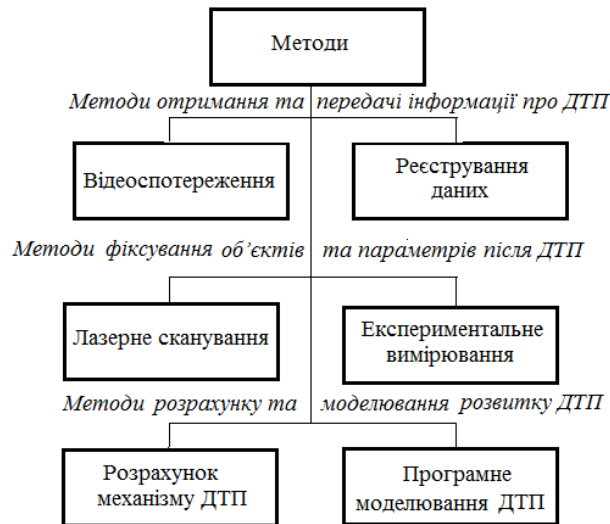 Методи
Методи отримання та передачі інформації про ДТП
Відеоспотереження
Реєстрування
даних
Методи фіксування об’єктів та параметрів після ДТП
Лазерне сканування
Експериментальне
вимірювання
Методи розрахунку та моделювання розвитку ДТП
Розрахунок
механізму ДТП
Програмне
моделювання ДТП